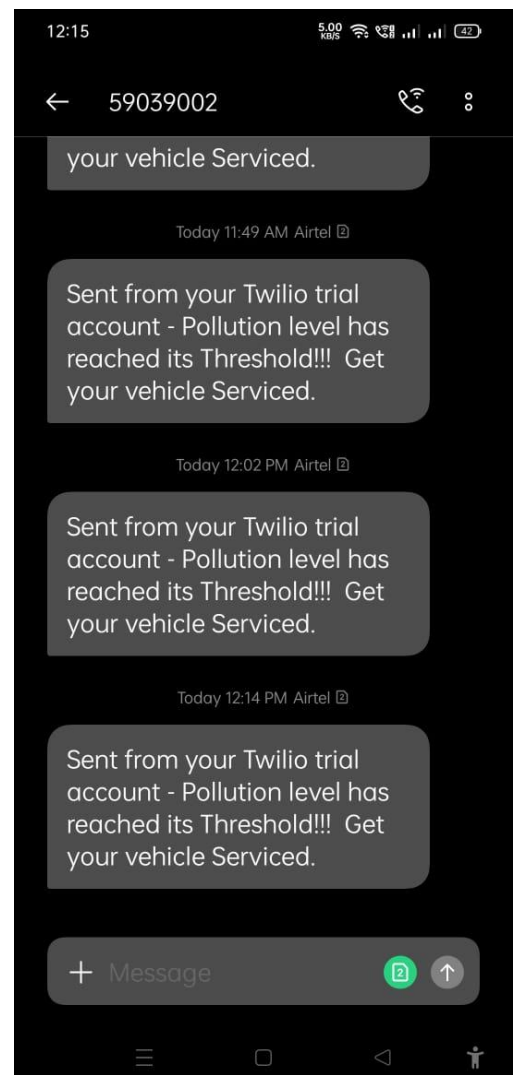 12:15 5.00 KB/S 42
59039002
your vehicle Serviced.
Today 11:49 AM Airtel 2
Sent from your Twilio trial
account - Pollution level has
reached its Threshold!!!  Get
your vehicle Serviced.
Today 12:02 PM Airtel 2
Sent from your Twilio trial
account - Pollution level has
reached its Threshold!!!  Get
your vehicle Serviced.
Today 12:14 PM Airtel 2
Sent from your Twilio trial
account - Pollution level has
reached its Threshold!!!  Get
your vehicle Serviced.
Message 2